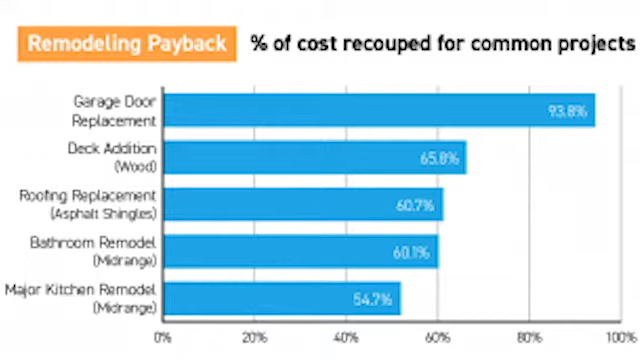 Remodeling Payback % of cost recouped for common projects
Garage Door
Replacement
93.8%
Deck Addition
(Wood)
65.8%
Roofing Replacement
(Asphalt Shingles)
60.7%
Bathroom Remodel
(Midrange)
60.1%
Major Kitchen Remodel
(Midrange)
54.7%
0% 20% 40% 60% 80% 100%